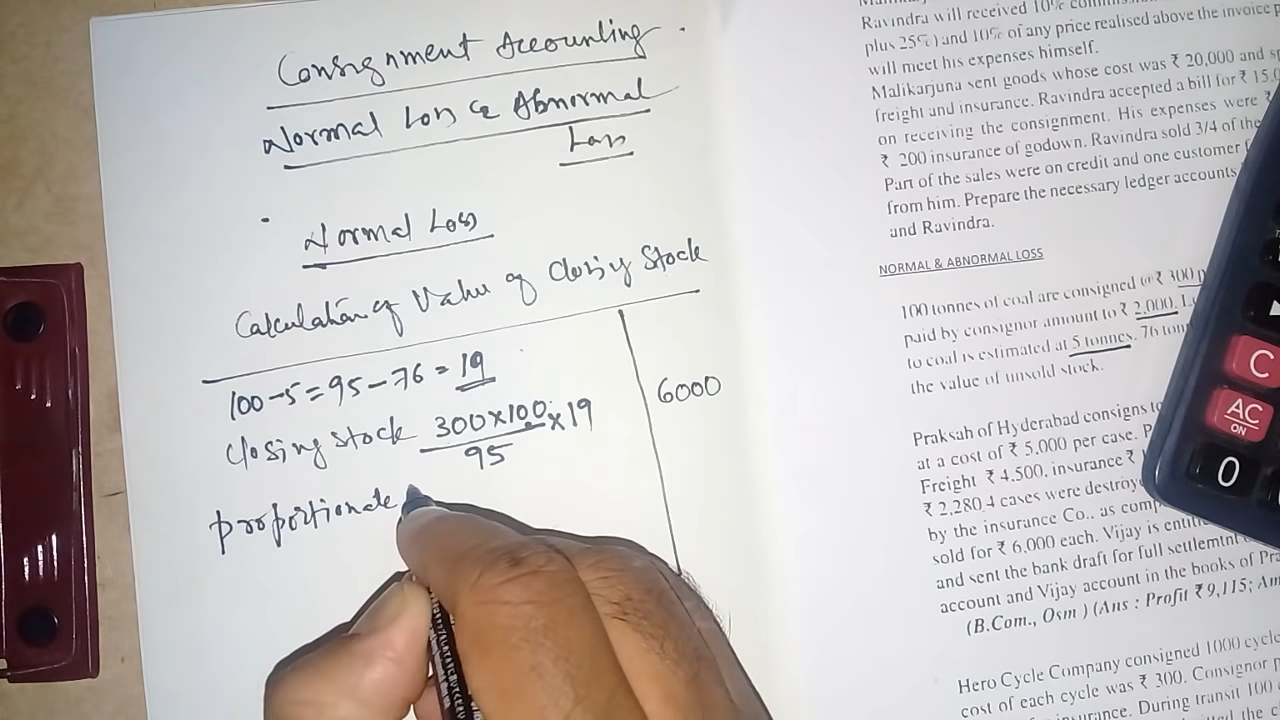 Consignment Accounting
Normal Loss & Abnormal
Loss
Normal Loss
Calculation of Value of Closing Stock
100-5=95-76=19
6000
Closing stock 300×100×19
95
proportionate
Ravindra will received 10%
plus 25%) and 10% of any price realised above the invoice
will meet his expenses himself.
Malikarjuna sent goods whose cost was ₹ 20,000 and
freight and insurance. Ravindra accepted a bill for ₹ 15,0
on receiving the consignment. His expenses were ₹
₹ 200 insurance of godown. Ravindra sold 3/4 of the
Part of the sales were on credit and one customer
from him. Prepare the necessary ledger accounts
and Ravindra.
NORMAL & ABNORMAL LOSS
100 tonnes of coal are consigned @ ₹ 300 p
paid by consignor amount to ₹ 2,000. L
to coal is estimated at 5 tonnes. 76 ton
the value of unsold stock.
Praksah of Hyderabad consigns
at a cost of ₹ 5,000 per case. P
Freight ₹ 4,500, insurance ₹
₹ 2,280 4 cases were destroy
by the insurance Co., as comp
sold for ₹ 6,000 each. Vijay is entitl
and sent the bank draft for full settlemtnt
account and Vijay account in the books of Pra
(B.Com., Osm ) (Ans : Profit ₹ 9,115; Am
Hero Cycle Company consigned 1000 cycle
cost of each cycle was ₹ 300. Consignor p
insurance. During transit 100
C
AC
ON
0